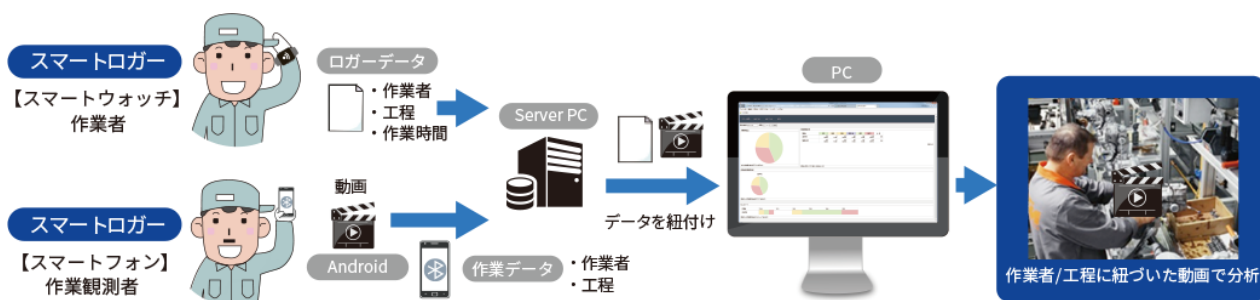 スマートロガー
【スマートウォッチ】
作業者
ロガーデータ
・作業者
・工程
・作業時間
スマートロガー
【スマートフォン】
作業観測者
動画
Android
作業データ
・作業者
・工程
Server PC
データを紐付け
PC
作業者/工程に紐づいた動画で分析